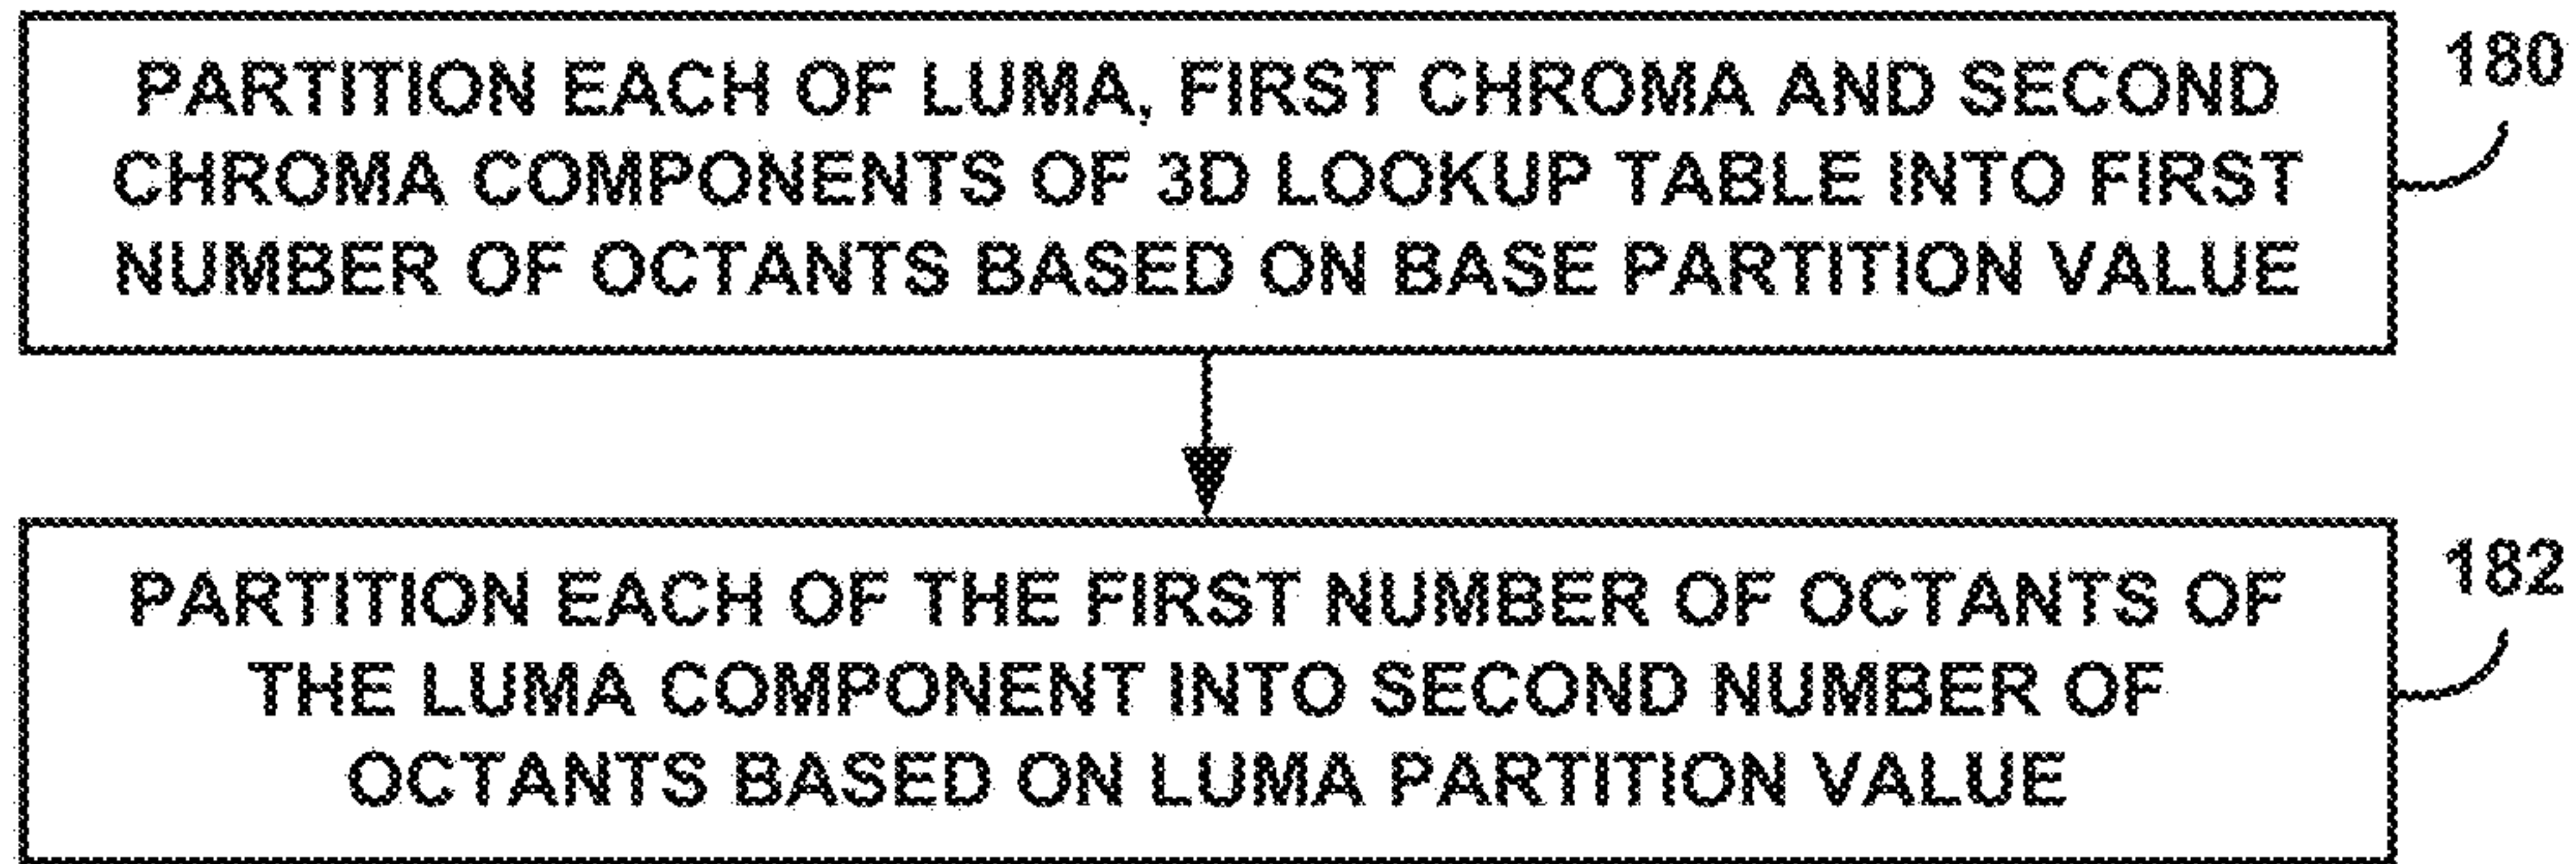 PARTITION EACH OF LUMA, FIRST CHROMA AND SECOND
CHROMA COMPONENTS OF 3D LOOKUP TABLE INTO FIRST
NUMBER OF OCTANTS BASED ON BASE PARTITION VALUE
180
PARTITION EACH OF THE FIRST NUMBER OF OCTANTS OF
THE LUMA COMPONENT INTO SECOND NUMBER OF
OCTANTS BASED ON LUMA PARTITION VALUE
182